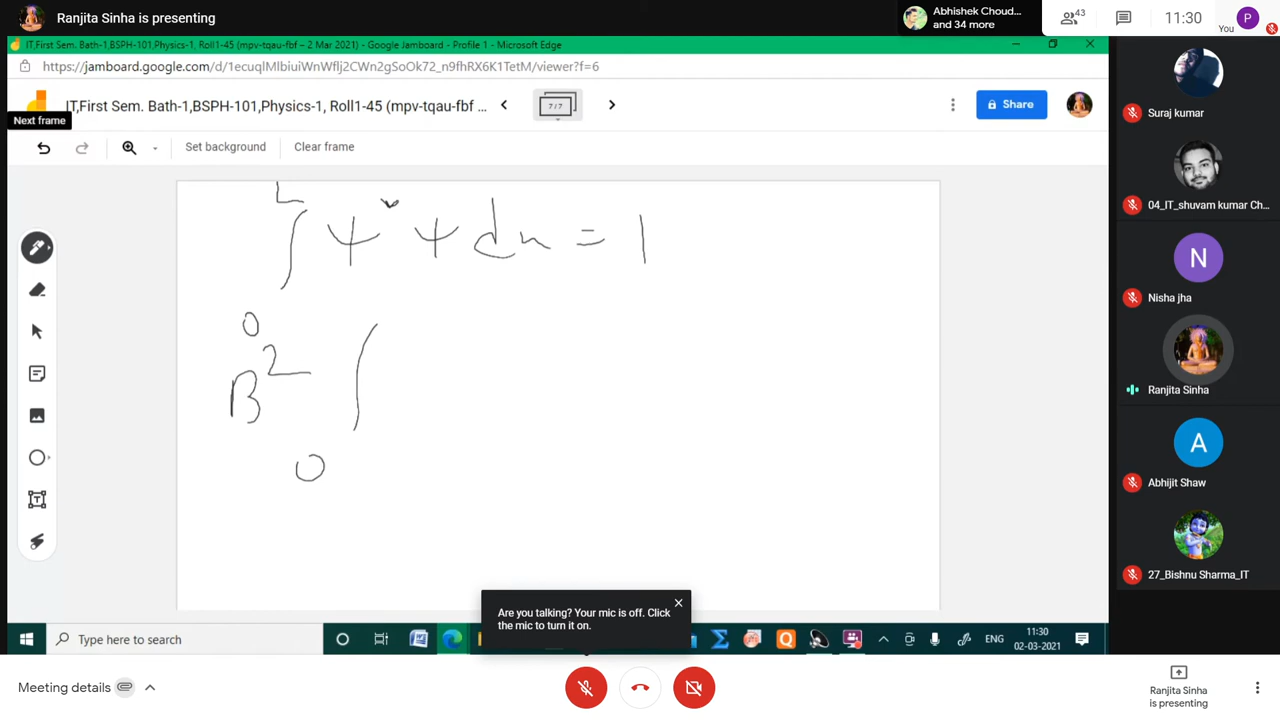 Ranjita Sinha is presenting
Abhishek Choud...
and 34 more
43
11:30
P
You
IT,First Sem. Bath-1,BSPH-101,Physics-1, Roll1-45 (mpv-tqau-fbf – 2 Mar 2021) - Google Jamboard - Profile 1 - Microsoft Edge
https://jamboard.google.com/d/1ecuqIMlbiuiWnWflj2CWn2gSoOk72_n9fhRX6K1TetM/viewer?f=6
IT,First Sem. Bath-1,BSPH-101,Physics-1, Roll1-45 (mpv-tqau-fbf ...
7 / 7
Share
Next frame
Set background
Clear frame
L
∫ ψ* ψ dx = 1
0
B² ∫
0
Suraj kumar
04_IT_shuvam kumar Ch...
N
Nisha jha
Ranjita Sinha
A
Abhijit Shaw
27_Bishnu Sharma_IT
Are you talking? Your mic is off. Click
the mic to turn it on.
Type here to search
ENG
11:30
02-03-2021
Meeting details
Ranjita Sinha
is presenting